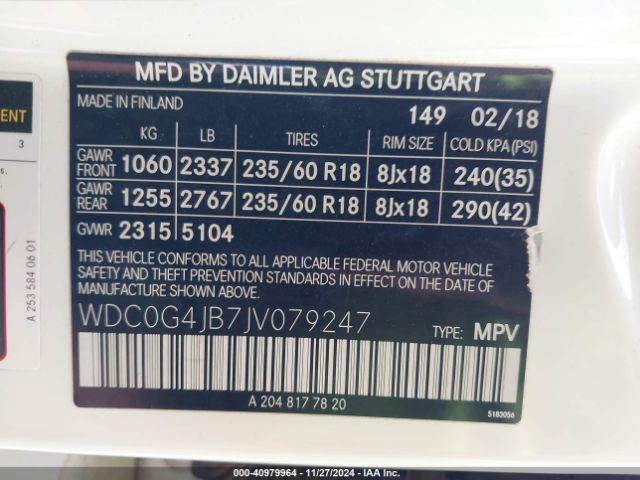 MFD BY DAIMLER AG STUTTGART
MADE IN FINLAND 149 02/18
KG LB TIRES RIM SIZE COLD KPA (PSI)
GAWR FRONT 1060 2337 235/60 R18 8Jx18 240(35)
GAWR REAR 1255 2767 235/60 R18 8Jx18 290(42)
GVWR 2315 5104
THIS VEHICLE CONFORMS TO ALL APPLICABLE FEDERAL MOTOR VEHICLE
SAFETY AND THEFT PREVENTION STANDARDS IN EFFECT ON THE DATE
OF MANUFACTURE SHOWN ABOVE.
WDC0G4JB7JV079247 TYPE: MPV
A 204 817 78 20 5183056
ENT
3
A 253 584 06 01
000-40979964 - 11/27/2024 - IAA, Inc.